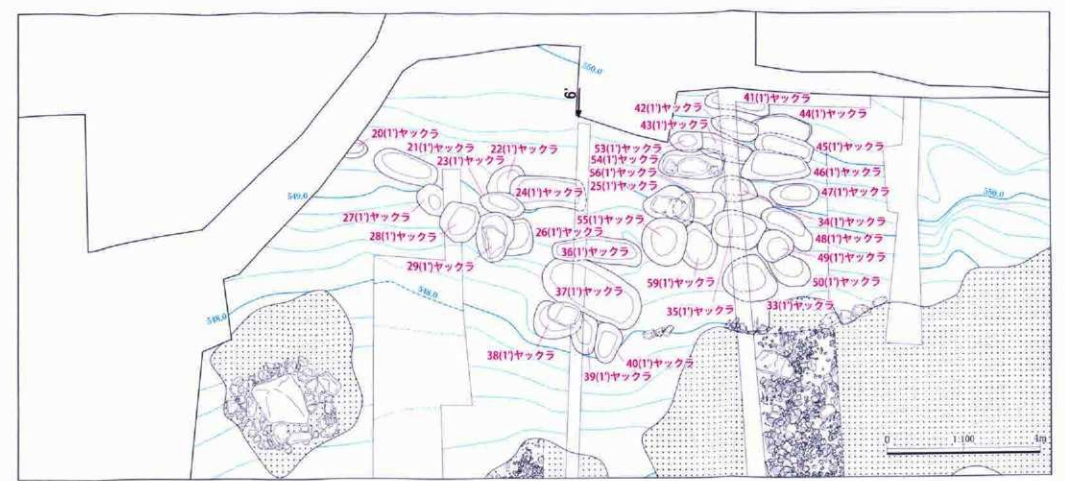 550.0
6'
41(1')ヤックラ
42(1')ヤックラ
44(1')ヤックラ
43(1')ヤックラ
20(1')ヤックラ
21(1')ヤックラ
22(1')ヤックラ
23(1')ヤックラ
53(1')ヤックラ
54(1')ヤックラ
45(1')ヤックラ
56(1')ヤックラ
46(1')ヤックラ
25(1')ヤックラ
24(1')ヤックラ
47(1')ヤックラ
549.0
550.0
27(1')ヤックラ
55(1')ヤックラ
34(1')ヤックラ
28(1')ヤックラ
26(1')ヤックラ
48(1')ヤックラ
36(1')ヤックラ
49(1')ヤックラ
29(1')ヤックラ
50(1')ヤックラ
59(1')ヤックラ
37(1')ヤックラ
548.0
35(1')ヤックラ
33(1')ヤックラ
548.0
38(1')ヤックラ
40(1')ヤックラ
39(1')ヤックラ
0 1:100 4m